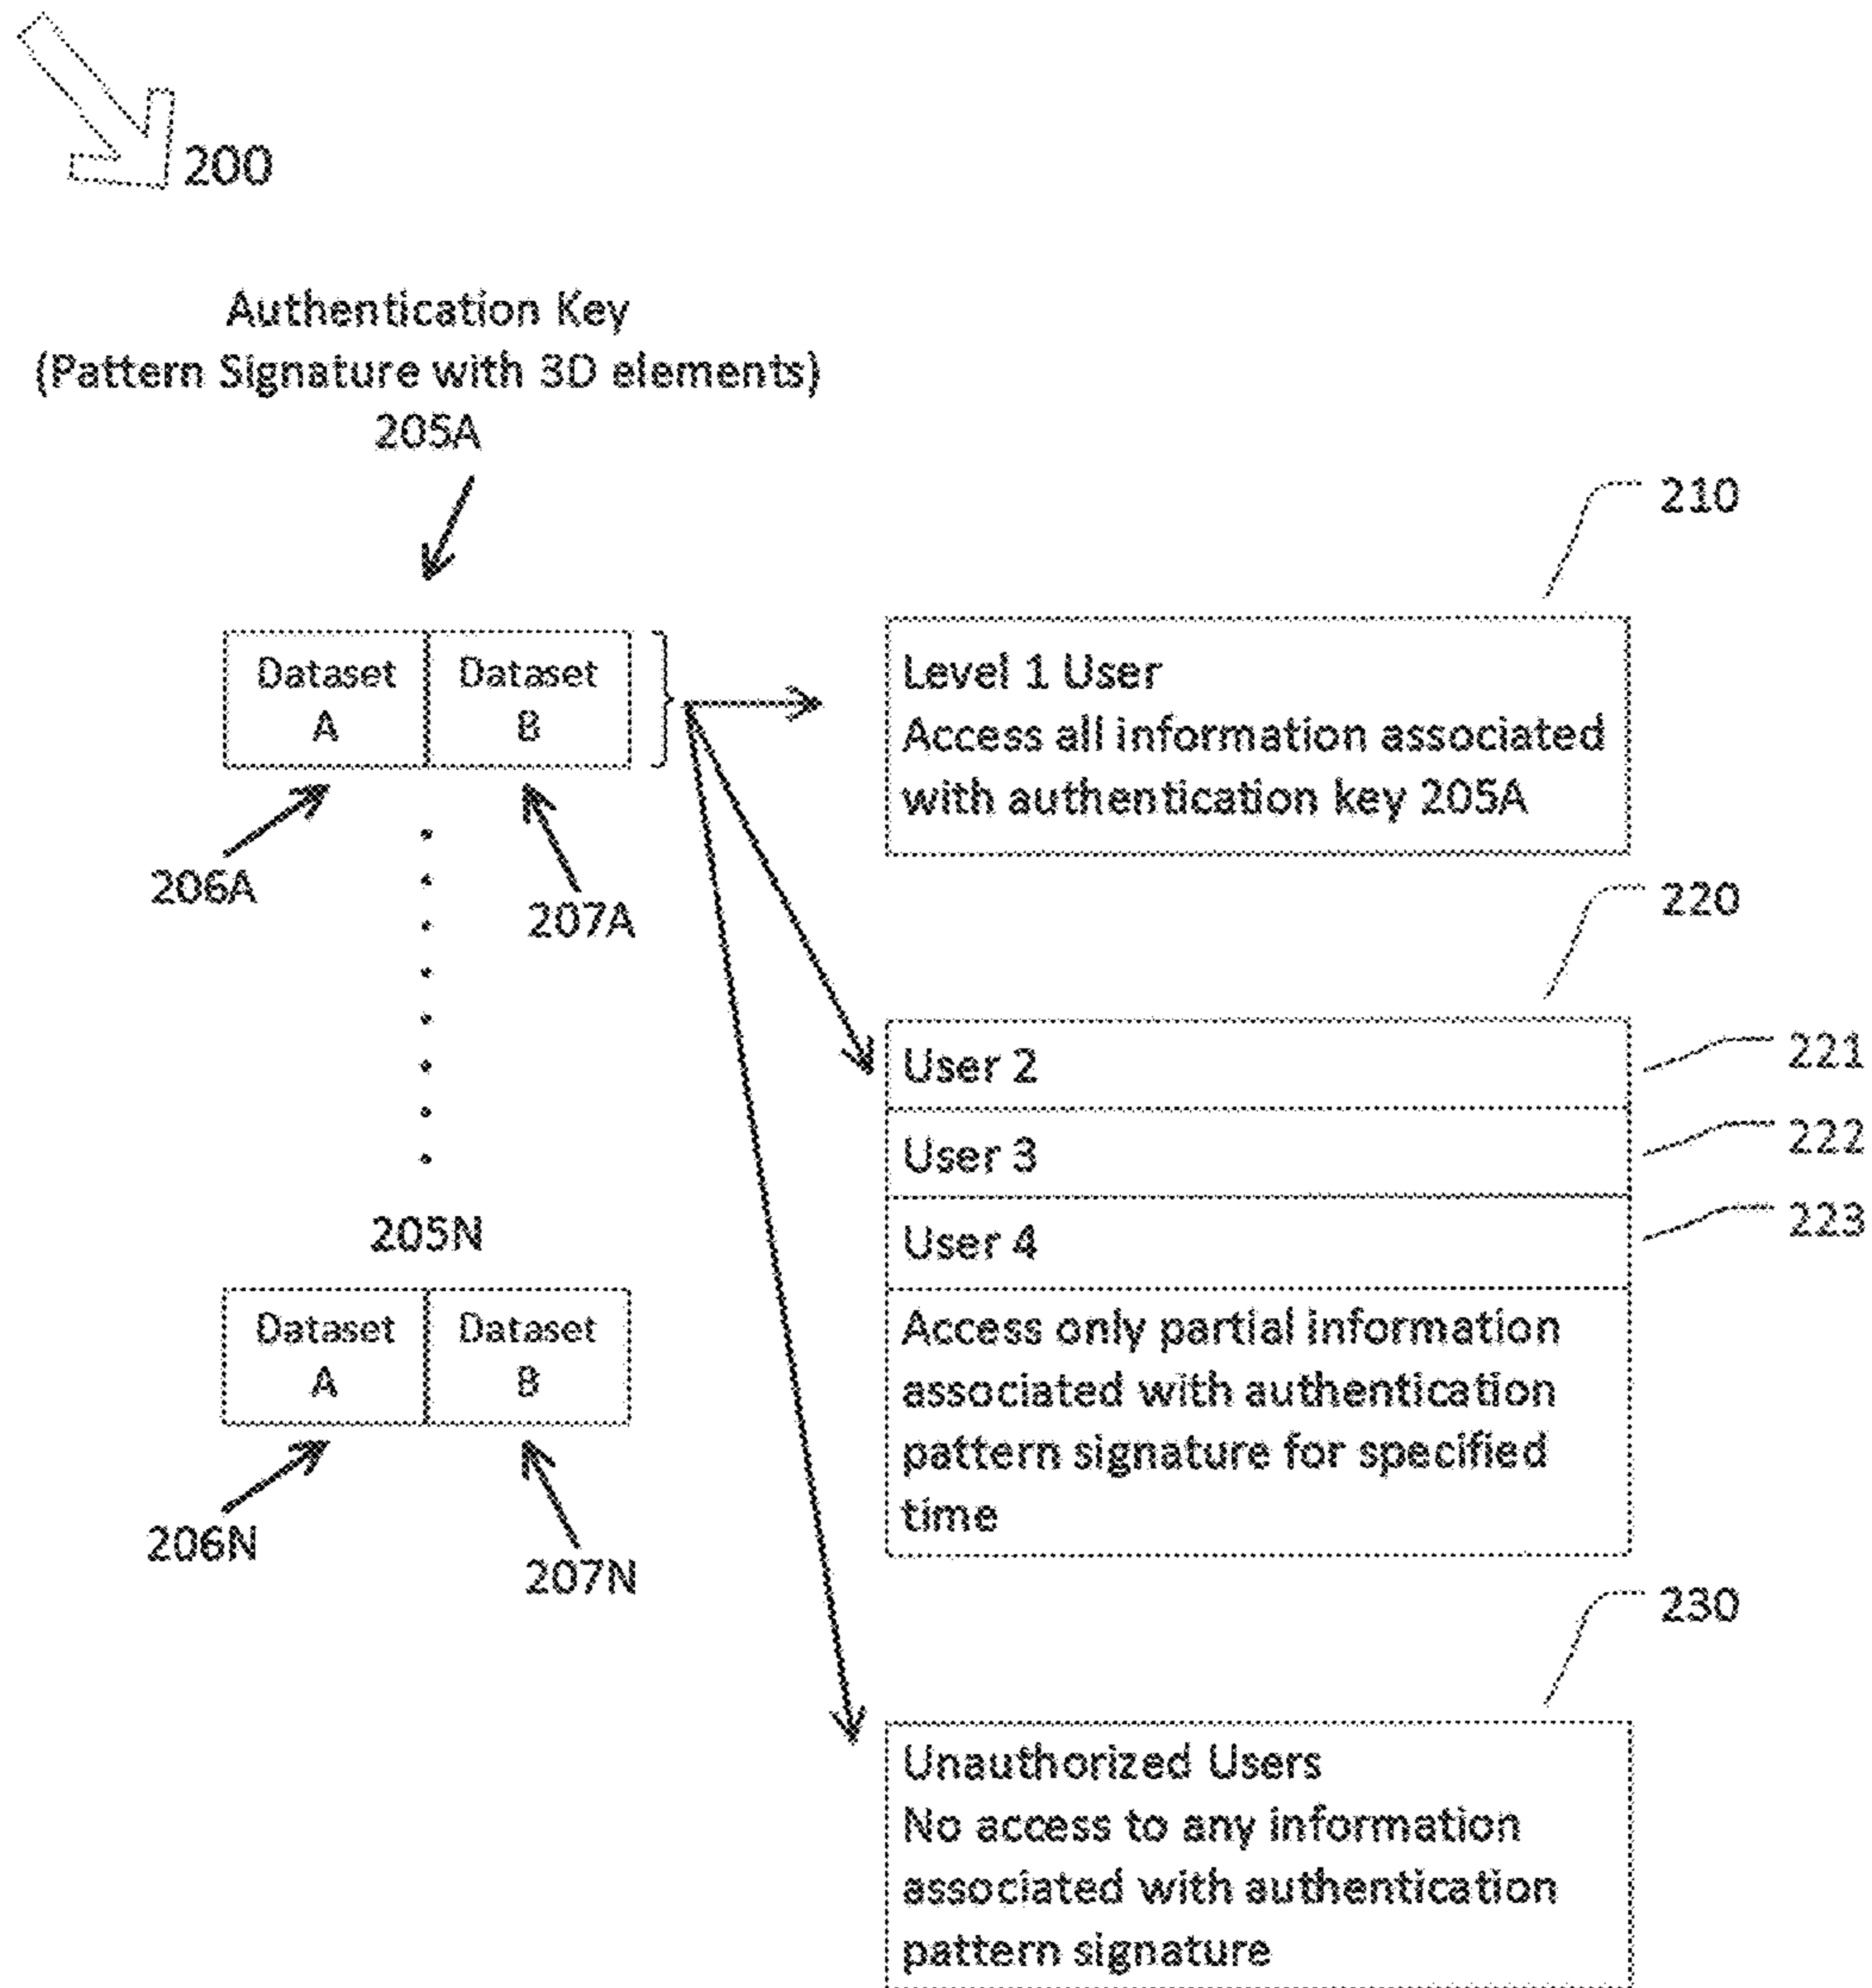 200
Authentication Key
(Pattern Signature with 3D elements)
205A
Dataset
A
Dataset
B
206A
207A
205N
Dataset
A
Dataset
B
206N
207N
210
Level 1 User
Access all information associated
with authentication key 205A
220
User 2
221
User 3
222
User 4
223
Access only partial information
associated with authentication
pattern signature for specified
time
230
Unauthorized Users
No access to any information
associated with authentication
pattern signature